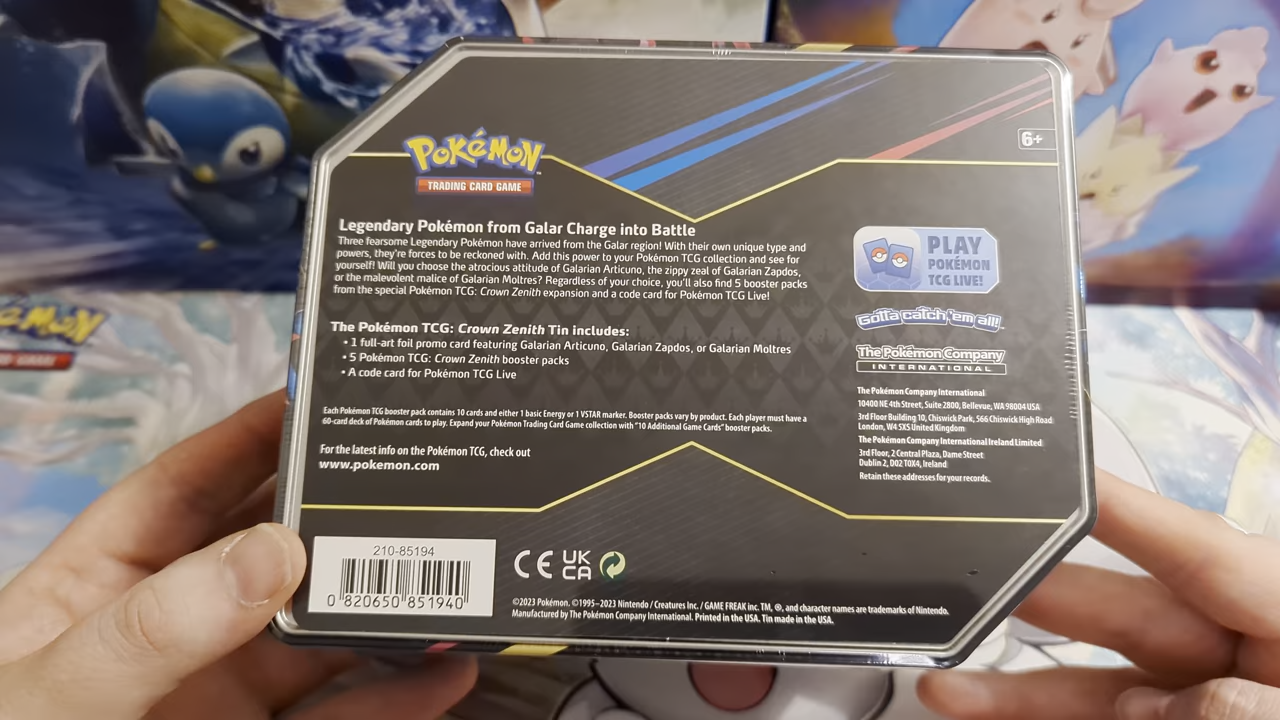 POKéMON
TRADING CARD GAME
6+
Legendary Pokémon from Galar Charge into Battle
Three fearsome Legendary Pokémon have arrived from the Galar region! With their own unique type and
powers, they're forces to be reckoned with. Add this power to your Pokémon TCG collection and see for
yourself! Will you choose the atrocious attitude of Galarian Articuno, the zippy zeal of Galarian Zapdos,
or the malevolent malice of Galarian Moltres? Regardless of your choice, you'll also find 5 booster packs
from the special Pokémon TCG: Crown Zenith expansion and a code card for Pokémon TCG Live!
The Pokémon TCG: Crown Zenith Tin includes:
• 1 full-art foil promo card featuring Galarian Articuno, Galarian Zapdos, or Galarian Moltres
• 5 Pokémon TCG: Crown Zenith booster packs
• A code card for Pokémon TCG Live
Each Pokémon TCG booster pack contains 10 cards and either 1 basic Energy or 1 VSTAR marker. Booster packs vary by product. Each player must have a
60-card deck of Pokémon cards to play. Expand your Pokémon Trading Card Game collection with "10 Additional Game Cards" booster packs.
For the latest info on the Pokémon TCG, check out
www.pokemon.com
PLAY
POKÉMON
TCG LIVE!
Gotta catch 'em all!
The Pokémon Company
INTERNATIONAL
The Pokémon Company International
10400 NE 4th Street, Suite 2800, Bellevue, WA 98004 USA
3rd Floor Building 10, Chiswick Park, 566 Chiswick High Road
London, W4 5XS United Kingdom
The Pokémon Company International Ireland Limited
3rd Floor, 2 Central Plaza, Dame Street
Dublin 2, D02 T0X4, Ireland
Retain these addresses for your records.
210-85194
0 820650 851940
CE UK
CA
©2023 Pokémon. ©1995–2023 Nintendo / Creatures Inc. / GAME FREAK inc. TM, ®, and character names are trademarks of Nintendo.
Manufactured by The Pokémon Company International. Printed in the USA. Tin made in the USA.